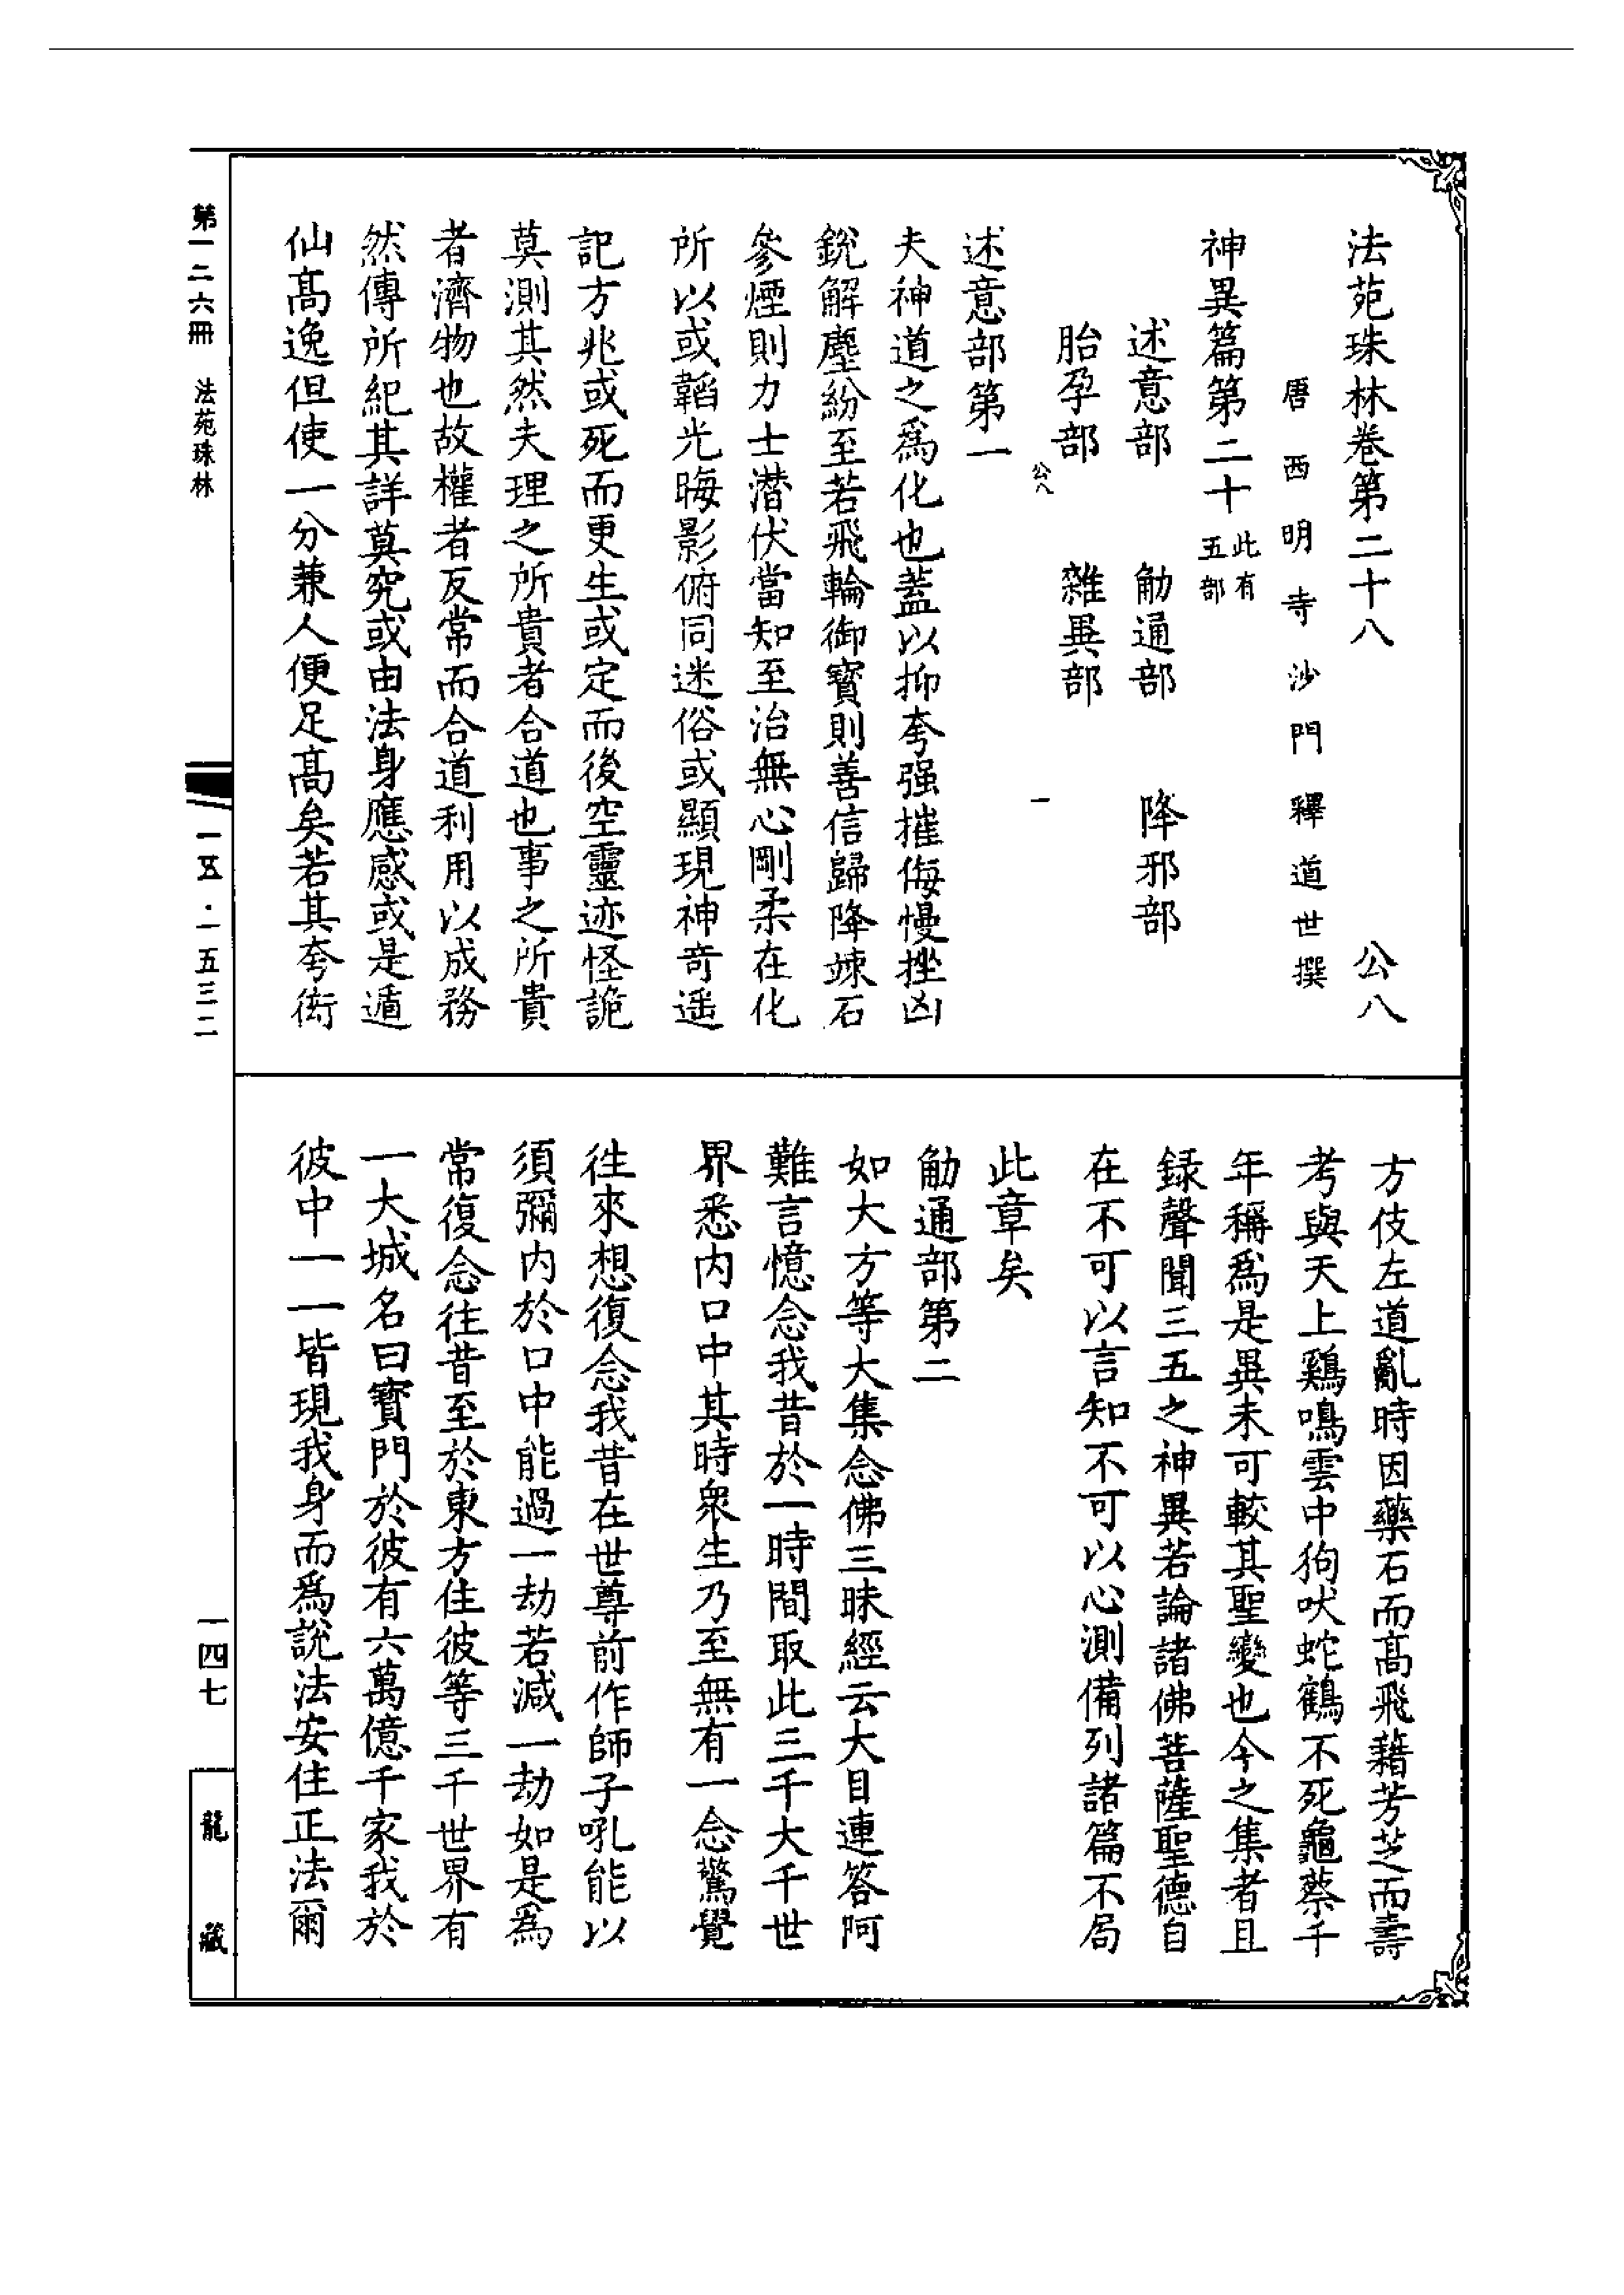 法苑珠林卷第二十八　公八
唐西明寺沙門釋道世撰
神異篇第二十此有五部
述意部　角通部　降邪部
胎孕部　雜異部
公八　一
述意部第一
夫神道之爲化也蓋以抑夸强摧侮慢挫凶
銳解塵紛至若飛輪御寶則善信歸降竦石
參煙則力士潜伏當知至治無心剛柔在化
所以或韜光晦影俯同迷俗或顯現神奇遥
記方兆或死而更生或定而後空靈迹怪詭
莫測其然夫理之所貴者合道也事之所貴
者濟物也故權者反常而合道利用以成務
然傳所紀其詳莫究或由法身應感或是遁
仙髙逸但使一分兼人便足髙矣若其夸衒
方伎左道亂時因藥石而髙飛藉芳芝而壽
考與天上鷄鳴雲中狗吠蛇鶴不死龜蔡千
年稱爲是異未可較其聖變也今之集者且
録聲聞三五之神異若論諸佛菩薩聖德自
在不可以言知不可以心測備列諸篇不局
此章矣
角通部第二
如大方等大集念佛三昧經云大目連答阿
難言憶念我昔於一時間取此三千大千世
界悉内口中其時衆生乃至無有一念驚覺
往來想復念我昔在世尊前作師子吼能以
須彌内於口中能過一劫若減一劫如是爲
常復念往昔至於東方住彼等三千世界有
一大城名曰寳門於彼有六萬億千家我於
彼中一一皆現我身而爲說法安住正法爾
第一二六冊　法苑珠林
一五·一五三二
一四七
龍藏